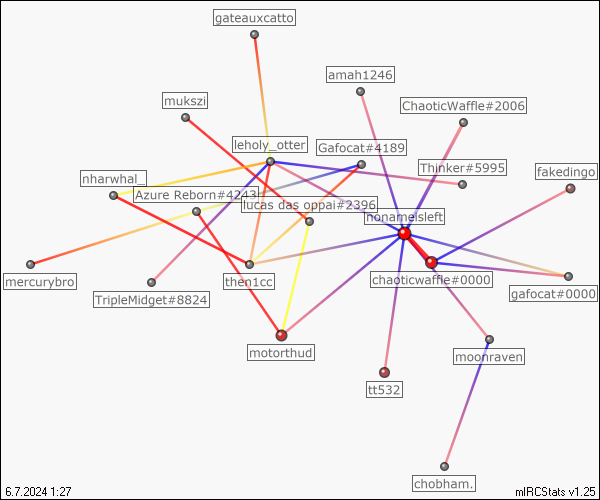 gateauxcatto
amah1246
mukszi
ChaoticWaffle#2006
leholy_otter
Gafocat#4189
Thinker#5995
fakedingo
nharwhal_
Azure Reborn#4243
lucas das oppai#2396
nonameisleft
mercurybro
TripleMidget#8824
then1cc
chaoticwaffle#0000
gafocat#0000
motorthud
moonraven
tt532
chobham.
6.7.2024 1:27
mIRCStats v1.25